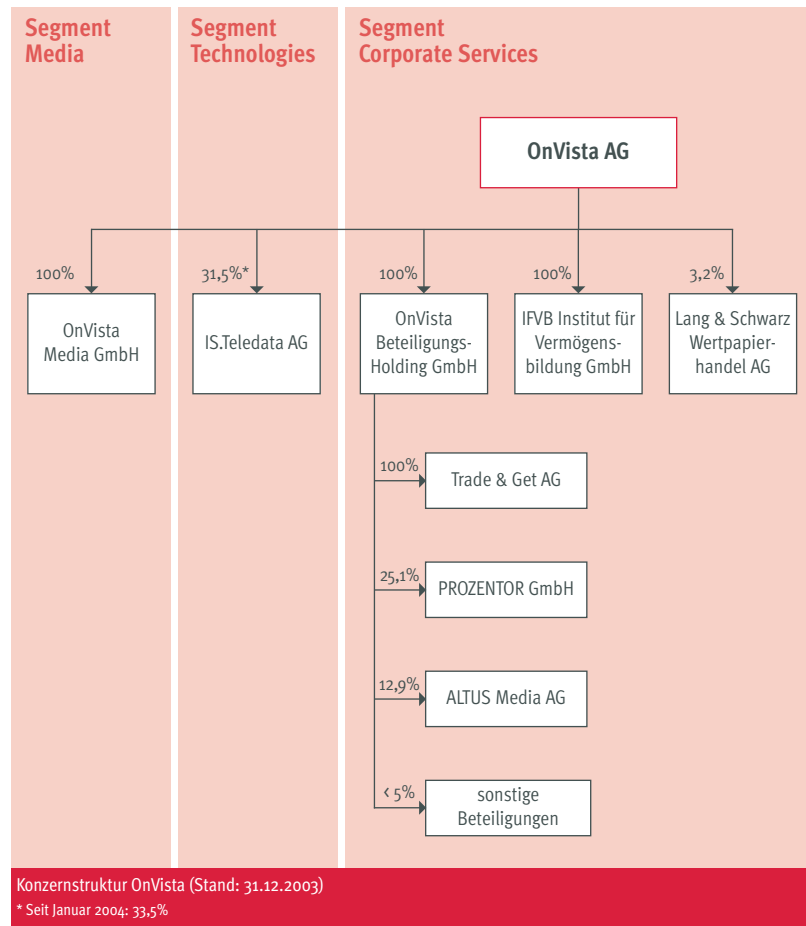 Segment
Media
Segment
Technologies
Segment
Corporate Services
OnVista AG
100%
31,5%*
100%
100%
3,2%
OnVista
Media GmbH
IS.Teledata AG
OnVista
Beteiligungs-
Holding GmbH
IFVB Institut für
Vermögens-
bildung GmbH
Lang & Schwarz
Wertpapier-
handel AG
100%
Trade & Get AG
25,1%
PROZENTOR GmbH
12,9%
ALTUS Media AG
< 5%
sonstige
Beteiligungen
Konzernstruktur OnVista (Stand: 31.12.2003)
* Seit Januar 2004: 33,5%